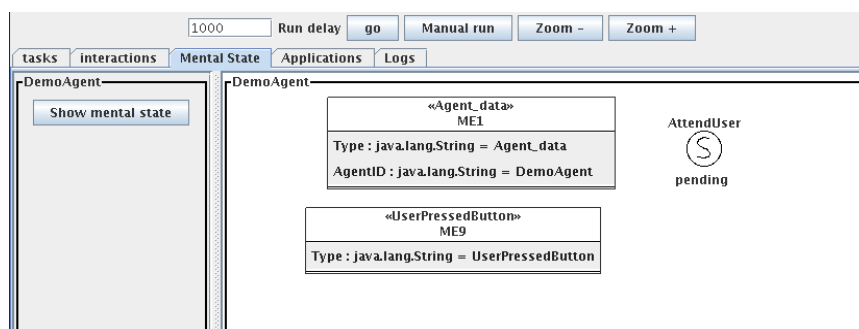 1000 Run delay go Manual run Zoom - Zoom +
tasks interactions Mental State Applications Logs
DemoAgent
Show mental state
DemoAgent
«Agent_data»
ME1
Type : java.lang.String = Agent_data
AgentID : java.lang.String = DemoAgent
AttendUser
S
pending
«UserPressedButton»
ME9
Type : java.lang.String = UserPressedButton